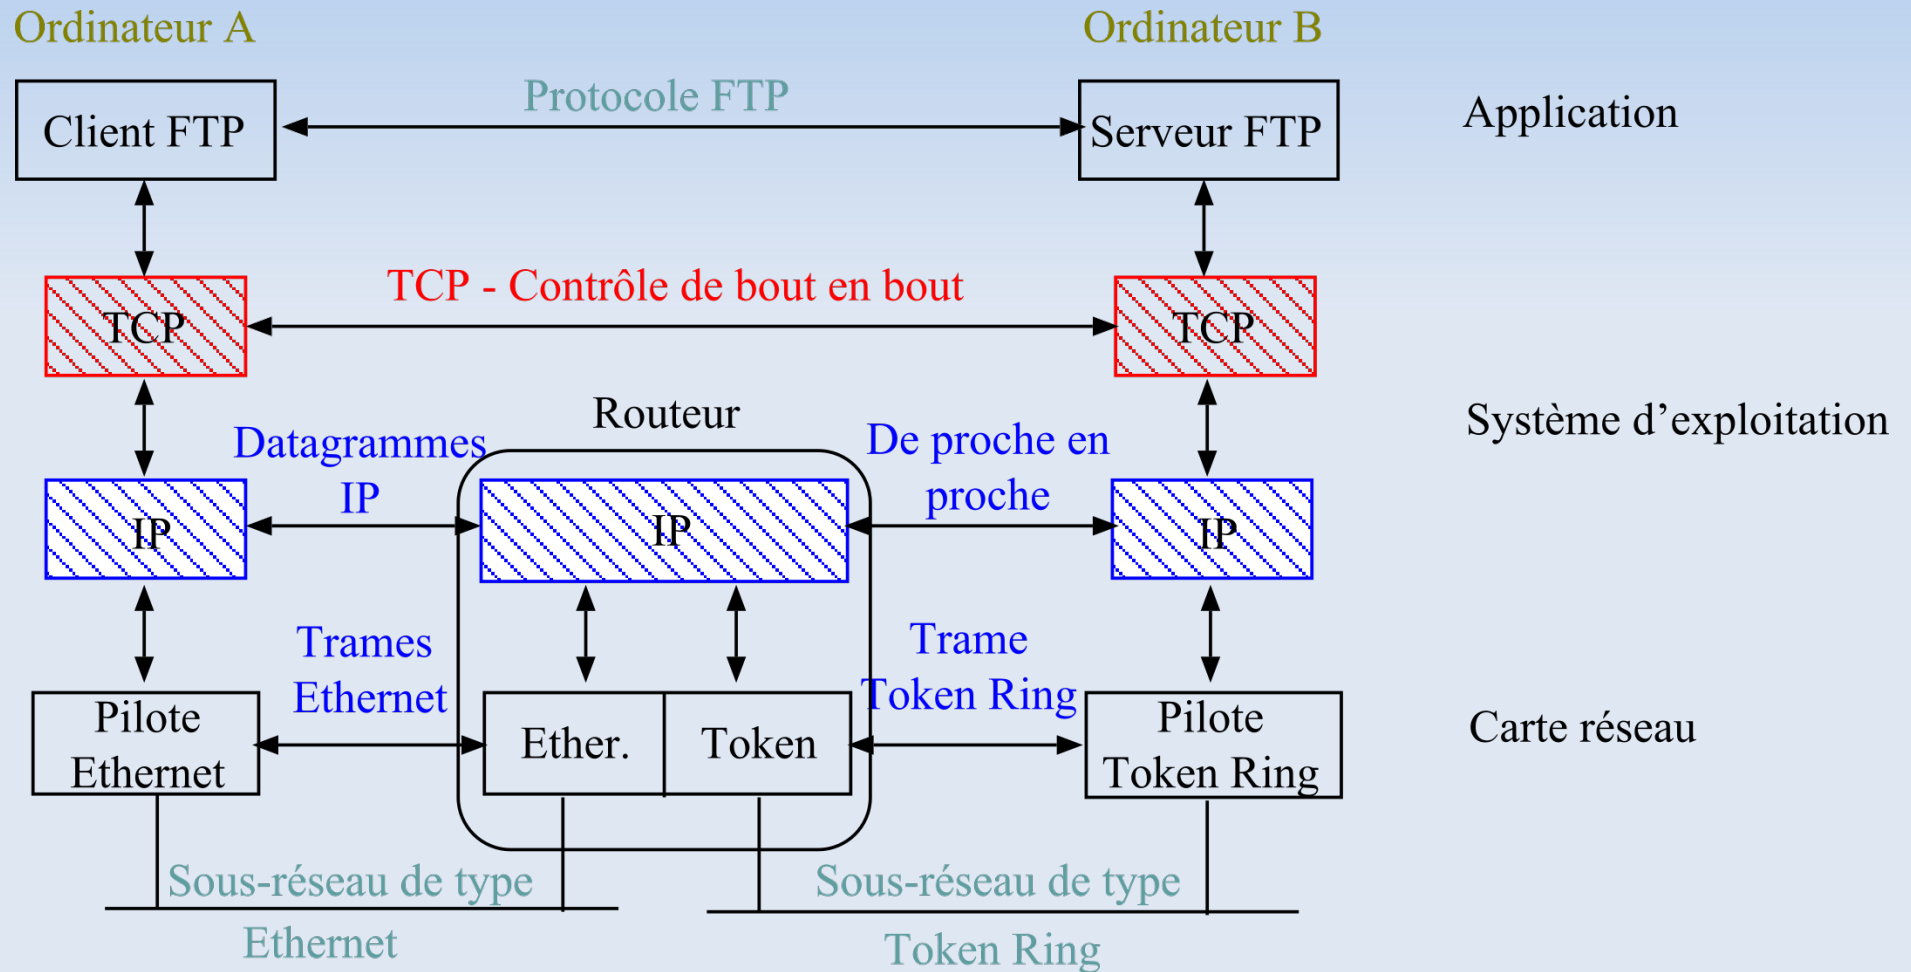 Ordinateur A
Ordinateur B
Protocole FTP
Client FTP
Serveur FTP
Application
TCP - Contrôle de bout en bout
TCP
TCP
Routeur
Système d’exploitation
Datagrammes
IP
De proche en
proche
IP
IP
IP
Trames
Ethernet
Trame
Token Ring
Pilote
Ethernet
Ether.
Token
Pilote
Token Ring
Carte réseau
Sous-réseau de type
Ethernet
Sous-réseau de type
Token Ring